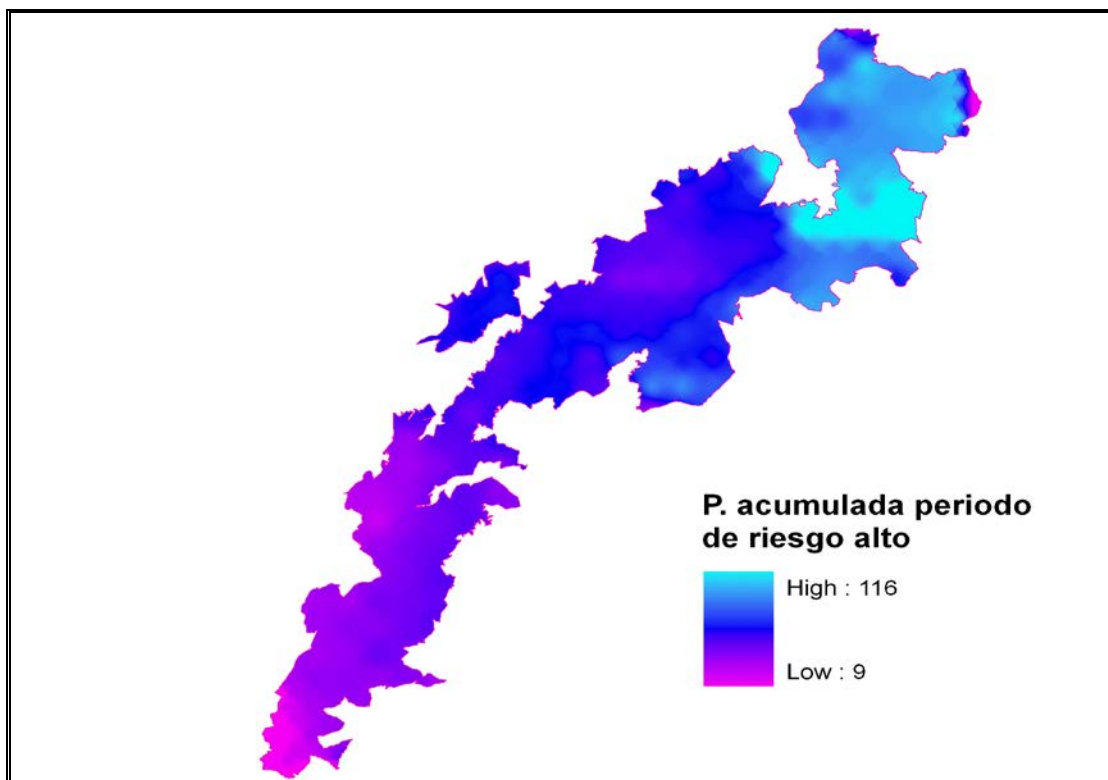 P. acumulada periodo
de riesgo alto
High : 116
Low : 9